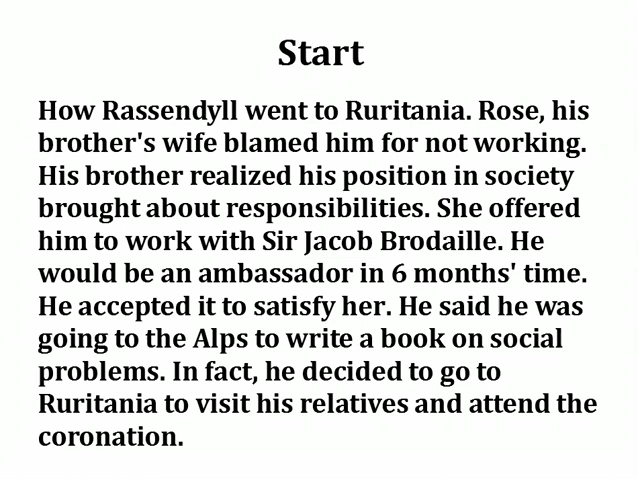 Start
How Rassendyll went to Ruritania. Rose, his
brother's wife blamed him for not working.
His brother realized his position in society
brought about responsibilities. She offered
him to work with Sir Jacob Brodaille. He
would be an ambassador in 6 months' time.
He accepted it to satisfy her. He said he was
going to the Alps to write a book on social
problems. In fact, he decided to go to
Ruritania to visit his relatives and attend the
coronation.